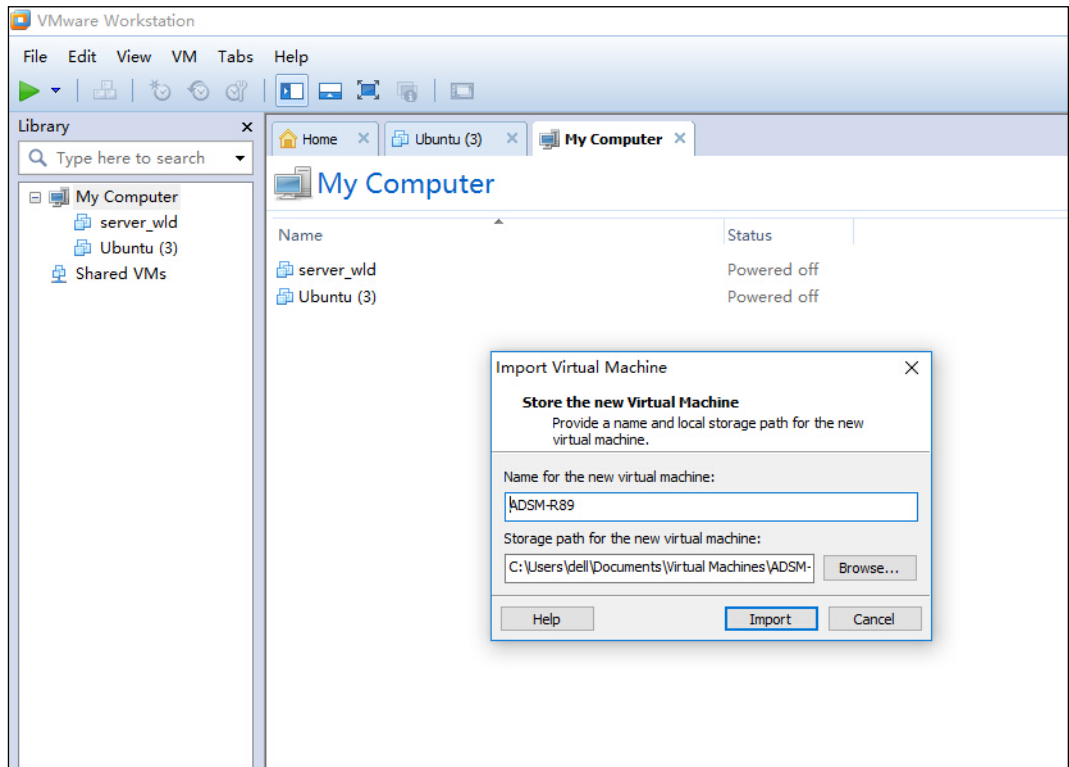 VMware Workstation
File Edit View VM Tabs Help
Library
Type here to search
My Computer
server_wld
Ubuntu (3)
Shared VMs
Home Ubuntu (3) My Computer
My Computer
Name Status
server_wld Powered off
Ubuntu (3) Powered off
Import Virtual Machine
Store the new Virtual Machine
Provide a name and local storage path for the new
virtual machine.
Name for the new virtual machine:
ADSM-R89
Storage path for the new virtual machine:
C:\Users\dell\Documents\Virtual Machines\ADSM- Browse...
Help Import Cancel